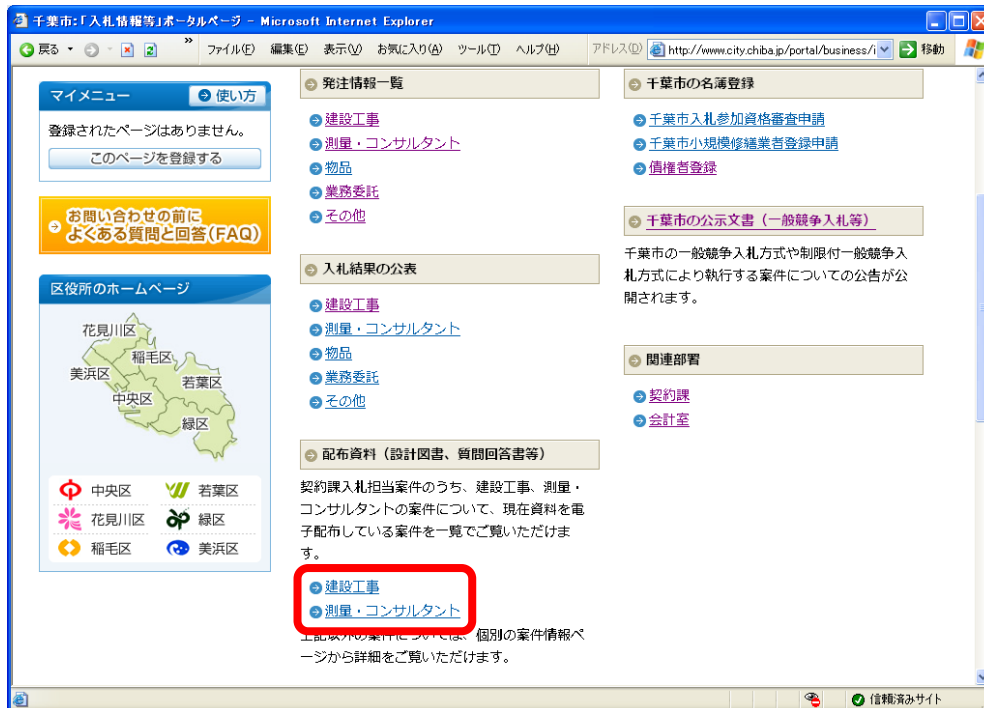 千葉市:「入札情報等」ポータルページ - Microsoft Internet Explorer
戻る
»
ファイル(F) 編集(E) 表示(V) お気に入り(A) ツール(T) ヘルプ(H)
アドレス(D) http://www.city.chiba.jp/portal/business/i 移動
マイメニュー
使い方
登録されたページはありません。
このページを登録する
お問い合わせの前に
よくある質問と回答(FAQ)
区役所のホームページ
花見川区
稲毛区
美浜区
若葉区
中央区
緑区
中央区 若葉区
花見川区 緑区
稲毛区 美浜区
発注情報一覧
建設工事
測量・コンサルタント
物品
業務委託
その他
入札結果の公表
建設工事
測量・コンサルタント
物品
業務委託
その他
配布資料(設計図書、質問回答書等)
契約課入札担当案件のうち、建設工事、測量・
コンサルタントの案件について、現在資料を電
子配布している案件を一覧でご覧いただけま
す。
建設工事
測量・コンサルタント
上記以外の案件については、個別の案件情報ペ
ージから詳細をご覧いただけます。
千葉市の名簿登録
千葉市入札参加資格審査申請
千葉市小規模修繕業者登録申請
債権者登録
千葉市の公示文書(一般競争入札等)
千葉市の一般競争入札方式や制限付一般競争入
札方式により執行する案件についての公告が公
開されます。
関連部署
契約課
会計室
信頼済みサイト